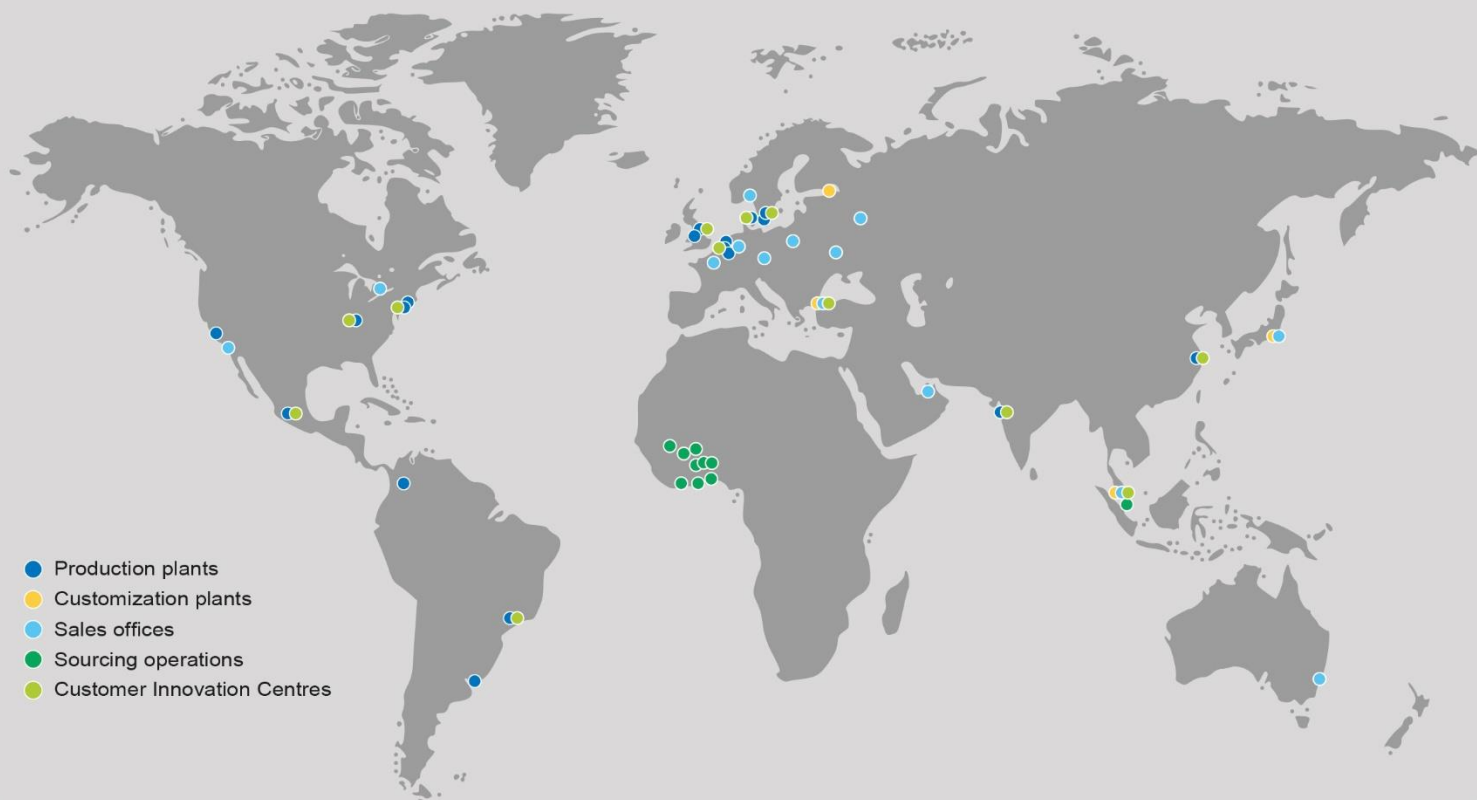 Production plants
Customization plants
Sales offices
Sourcing operations
Customer Innovation Centres